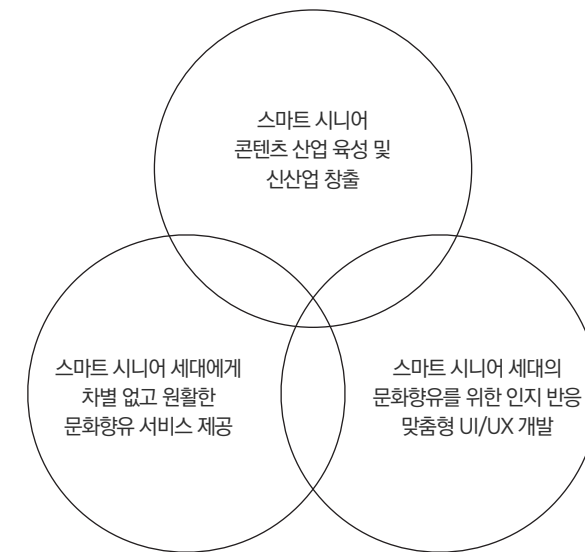 스마트 시니어
콘텐츠 산업 육성 및
신산업 창출
스마트 시니어 세대에게
차별 없고 원활한
문화향유 서비스 제공
스마트 시니어 세대의
문화향유를 위한 인지 반응
맞춤형 UI/UX 개발